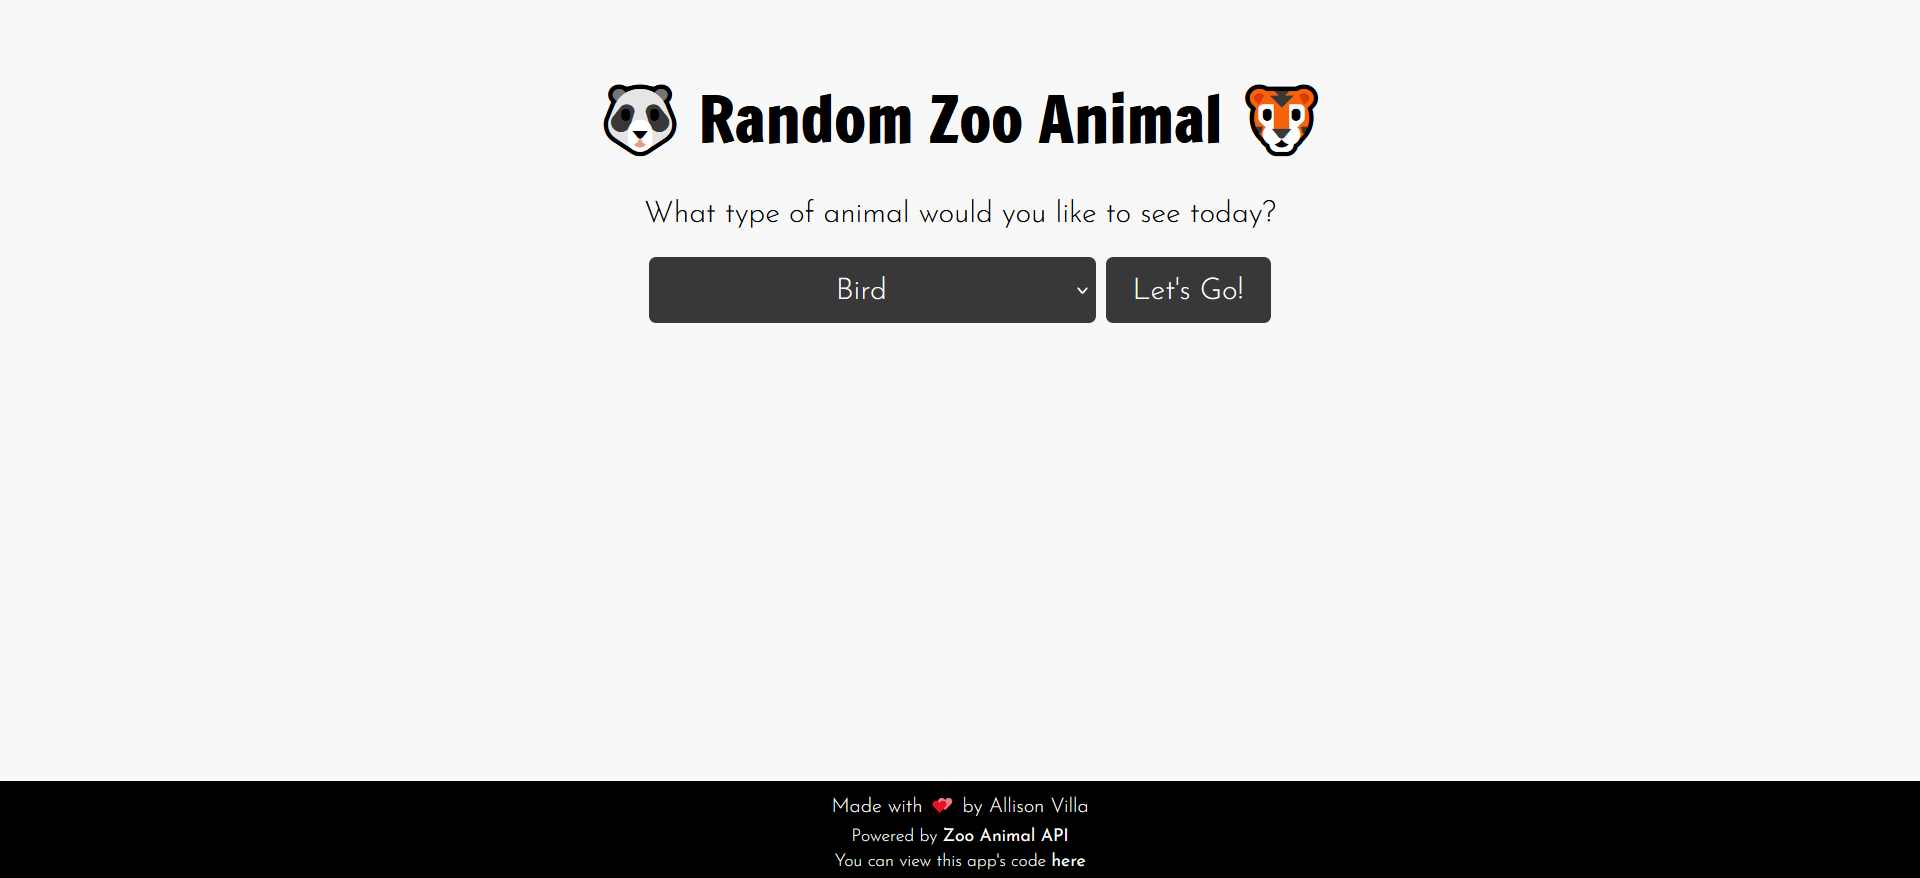 Random Zoo Animal
What type of animal would you like to see today?
Bird
Let's Go!
Made with by Allison Villa
Powered by Zoo Animal API
You can view this app's code here